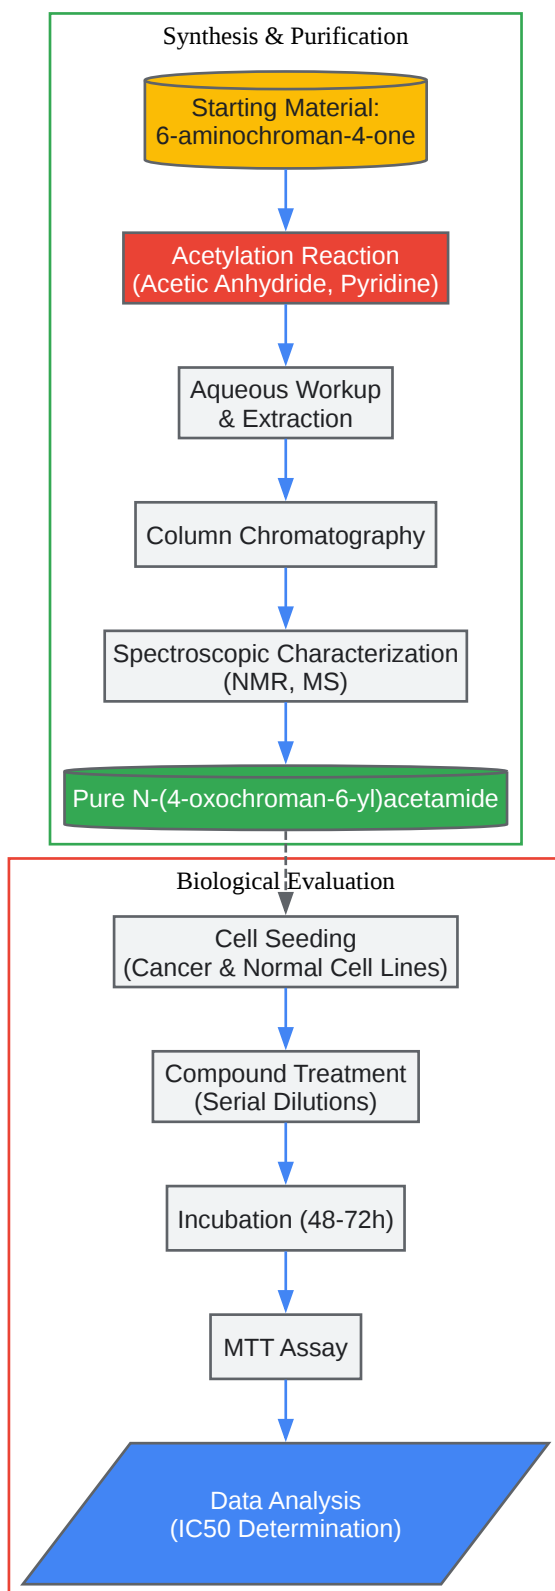 Synthesis & Purification
Starting Material:
6-aminochroman-4-one
Acetylation Reaction
(Acetic Anhydride, Pyridine)
Aqueous Workup
& Extraction
Column Chromatography
Spectroscopic Characterization
(NMR, MS)
Pure N-(4-oxochroman-6-yl)acetamide
Biological Evaluation
Cell Seeding
(Cancer & Normal Cell Lines)
Compound Treatment
(Serial Dilutions)
Incubation (48-72h)
MTT Assay
Data Analysis
(IC50 Determination)